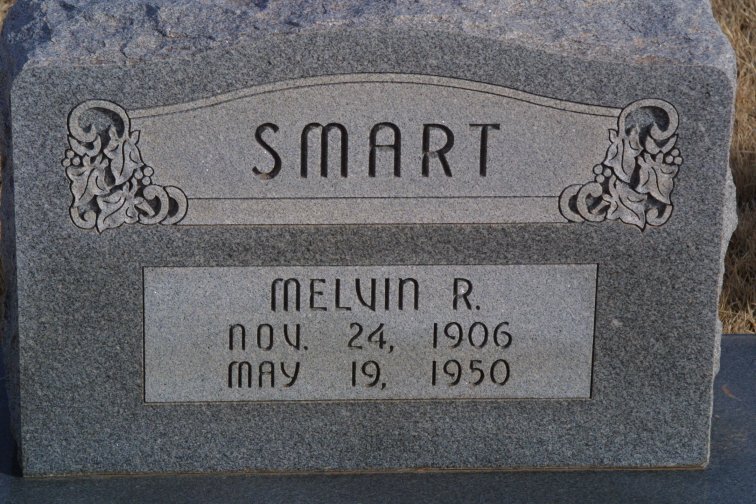 SMART
MELVIN R.
NOV. 24, 1906
MAY 19, 1950